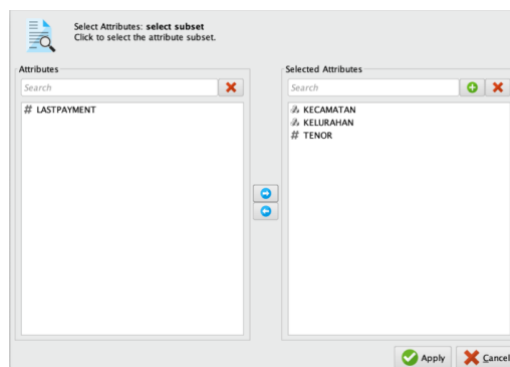 Select Attributes: select subset
Click to select the attribute subset.
Attributes
Search
# LASTPAYMENT
Selected Attributes
Search
KECAMATAN
KELURAHAN
# TENOR
Apply
Cancel